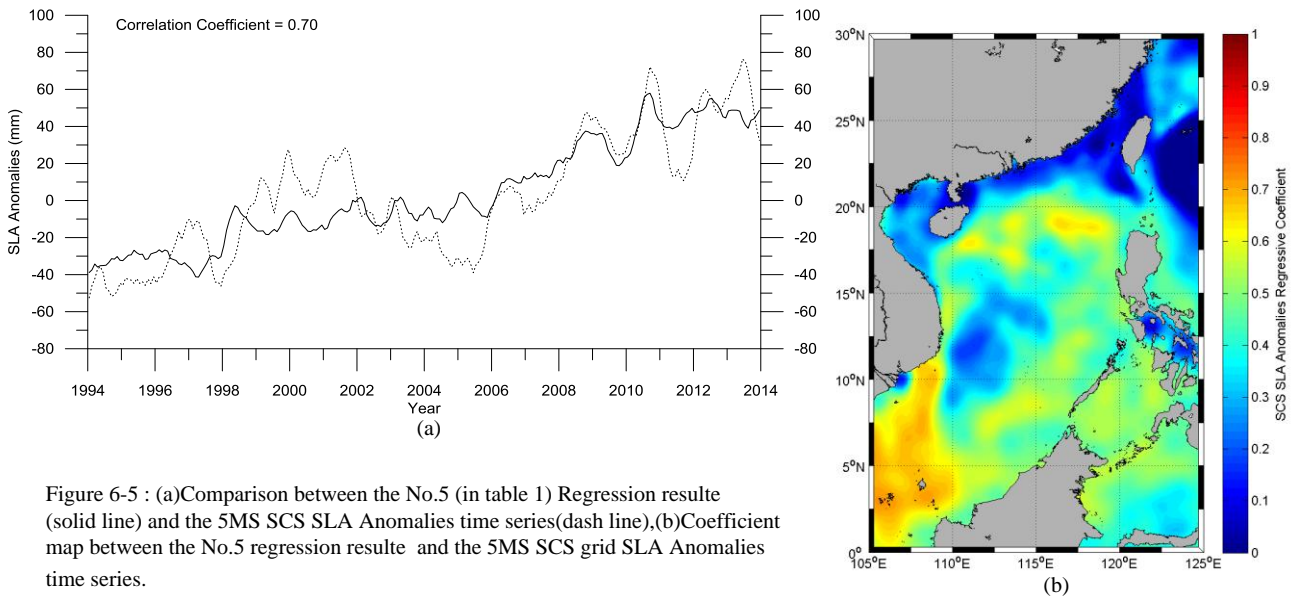 Correlation Coefficient = 0.70
SLA Anomalies (mm)
100
80
60
40
20
0
-20
-40
-60
-80
100
80
60
40
20
0
-20
-40
-60
-80
1994 1996 1998 2000 2002 2004 2006 2008 2010 2012 2014
Year
(a)
30°N
25°N
20°N
15°N
10°N
5°N
0°
105°E 110°E 115°E 120°E 125°E
1
0.9
0.8
0.7
0.6
0.5
0.4
0.3
0.2
0.1
0
SCS SLA Anomalies Regressive Coefficient
(b)
Figure 6-5 : (a)Comparison between the No.5 (in table 1) Regression resulte
(solid line) and the 5MS SCS SLA Anomalies time series(dash line),(b)Coefficient
map between the No.5 regression resulte and the 5MS SCS grid SLA Anomalies
time series.